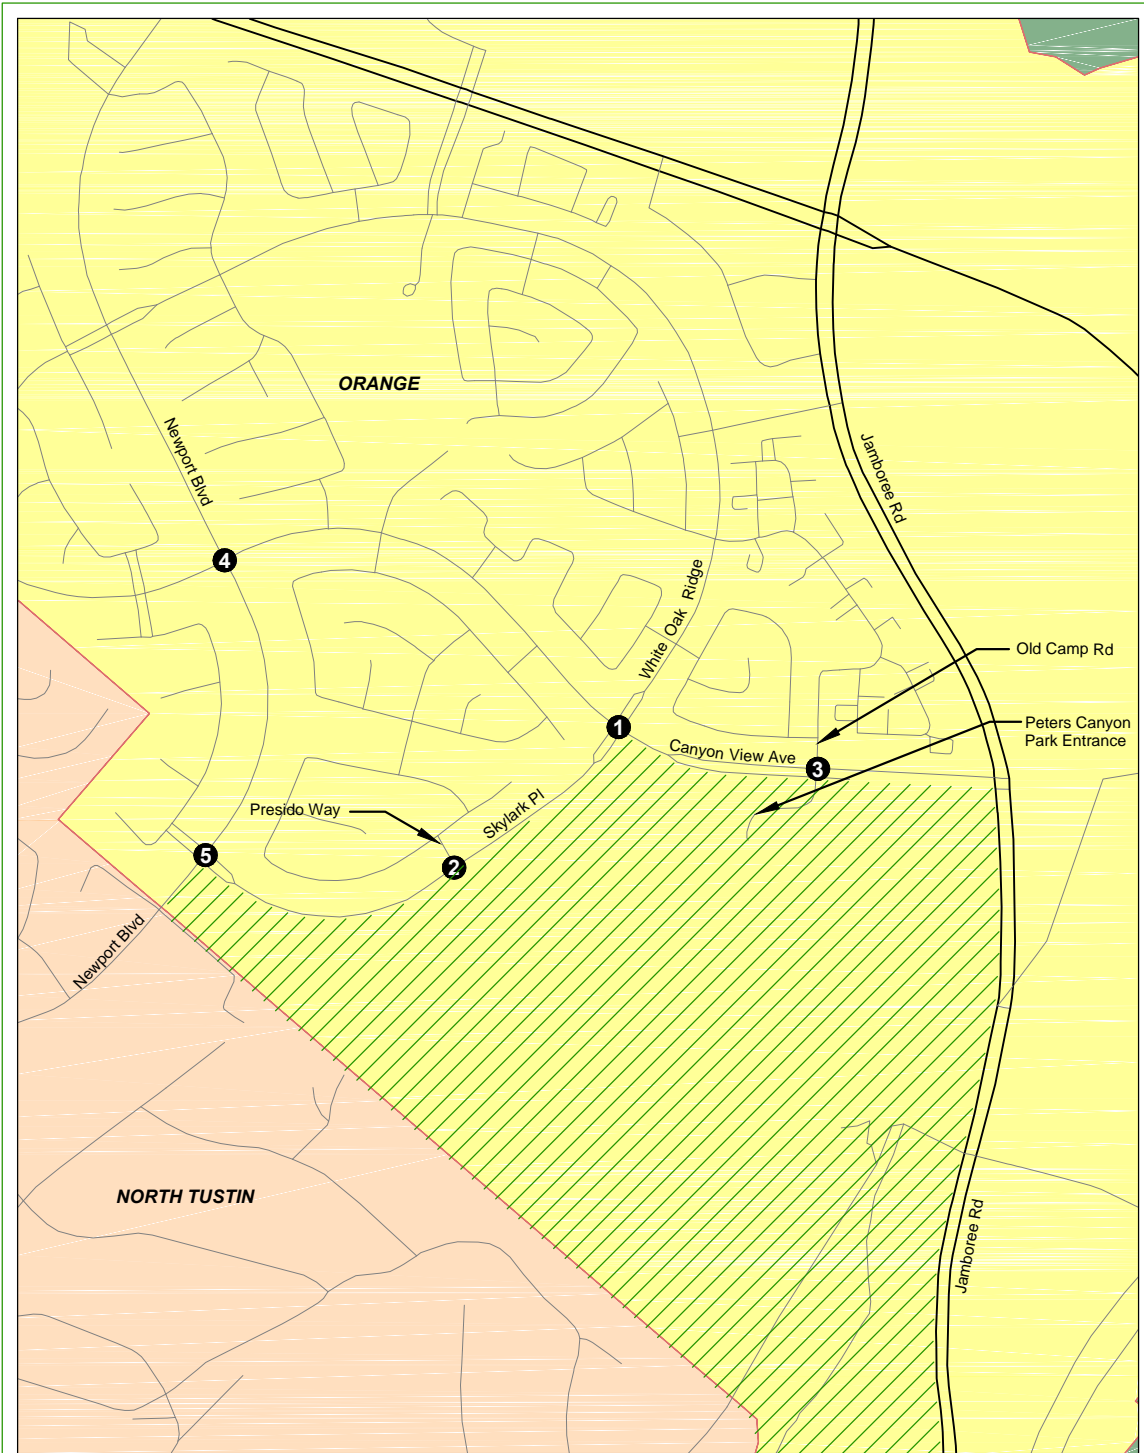 ORANGE
Newport Blvd
Jamboree Rd
4
White Oak Ridge
Old Camp Rd
1
Peters Canyon
Park Entrance
Canyon View Ave
3
Presido Way
Skylark Pl
5
2
Newport Blvd
NORTH TUSTIN
Jamboree Rd